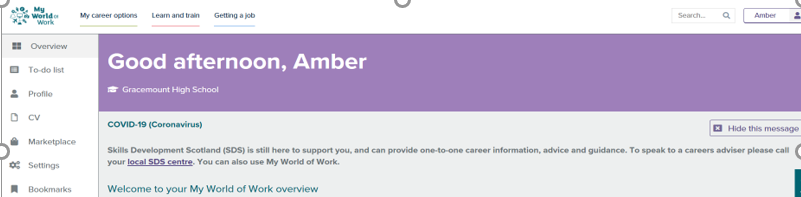 My
World of
Work
My career options
Learn and train
Getting a job
Search...
Amber
Overview
To-do list
Profile
CV
Marketplace
Settings
Bookmarks
Good afternoon, Amber
Gracemount High School
COVID-19 (Coronavirus)
Hide this message
Skills Development Scotland (SDS) is still here to support you, and can provide one-to-one career information, advice and guidance. To speak to a careers adviser please call
your local SDS centre. You can also use My World of Work.
Welcome to your My World of Work overview